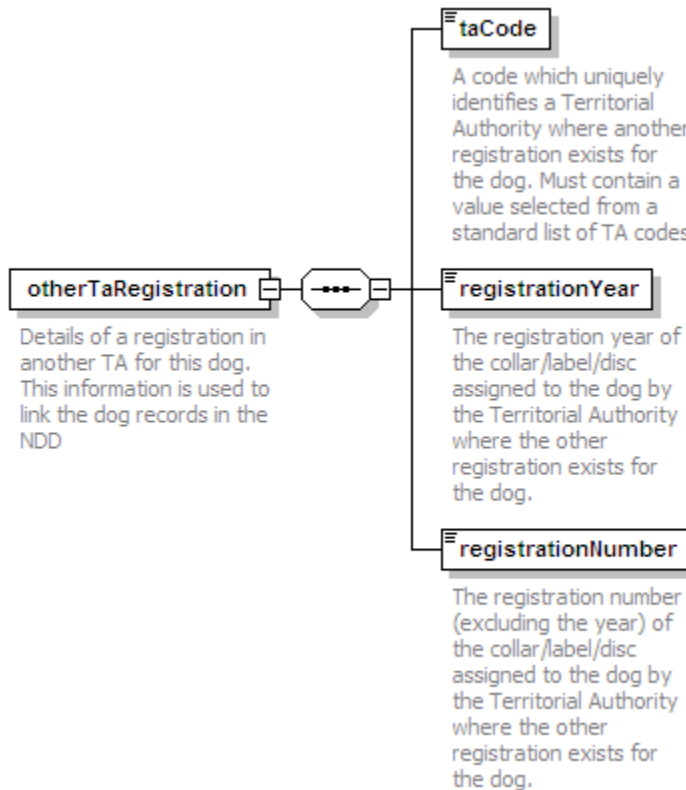 taCode
A code which uniquely
identifies a Territorial
Authority where another
registration exists for
the dog. Must contain a
value selected from a
standard list of TA codes
otherTaRegistration
Details of a registration in
another TA for this dog.
This information is used to
link the dog records in the
NDD
registrationYear
The registration year of
the collar/label/disc
assigned to the dog by
the Territorial Authority
where the other
registration exists for
the dog.
registrationNumber
The registration number
(excluding the year) of
the collar/label/disc
assigned to the dog by
the Territorial Authority
where the other
registration exists for
the dog.